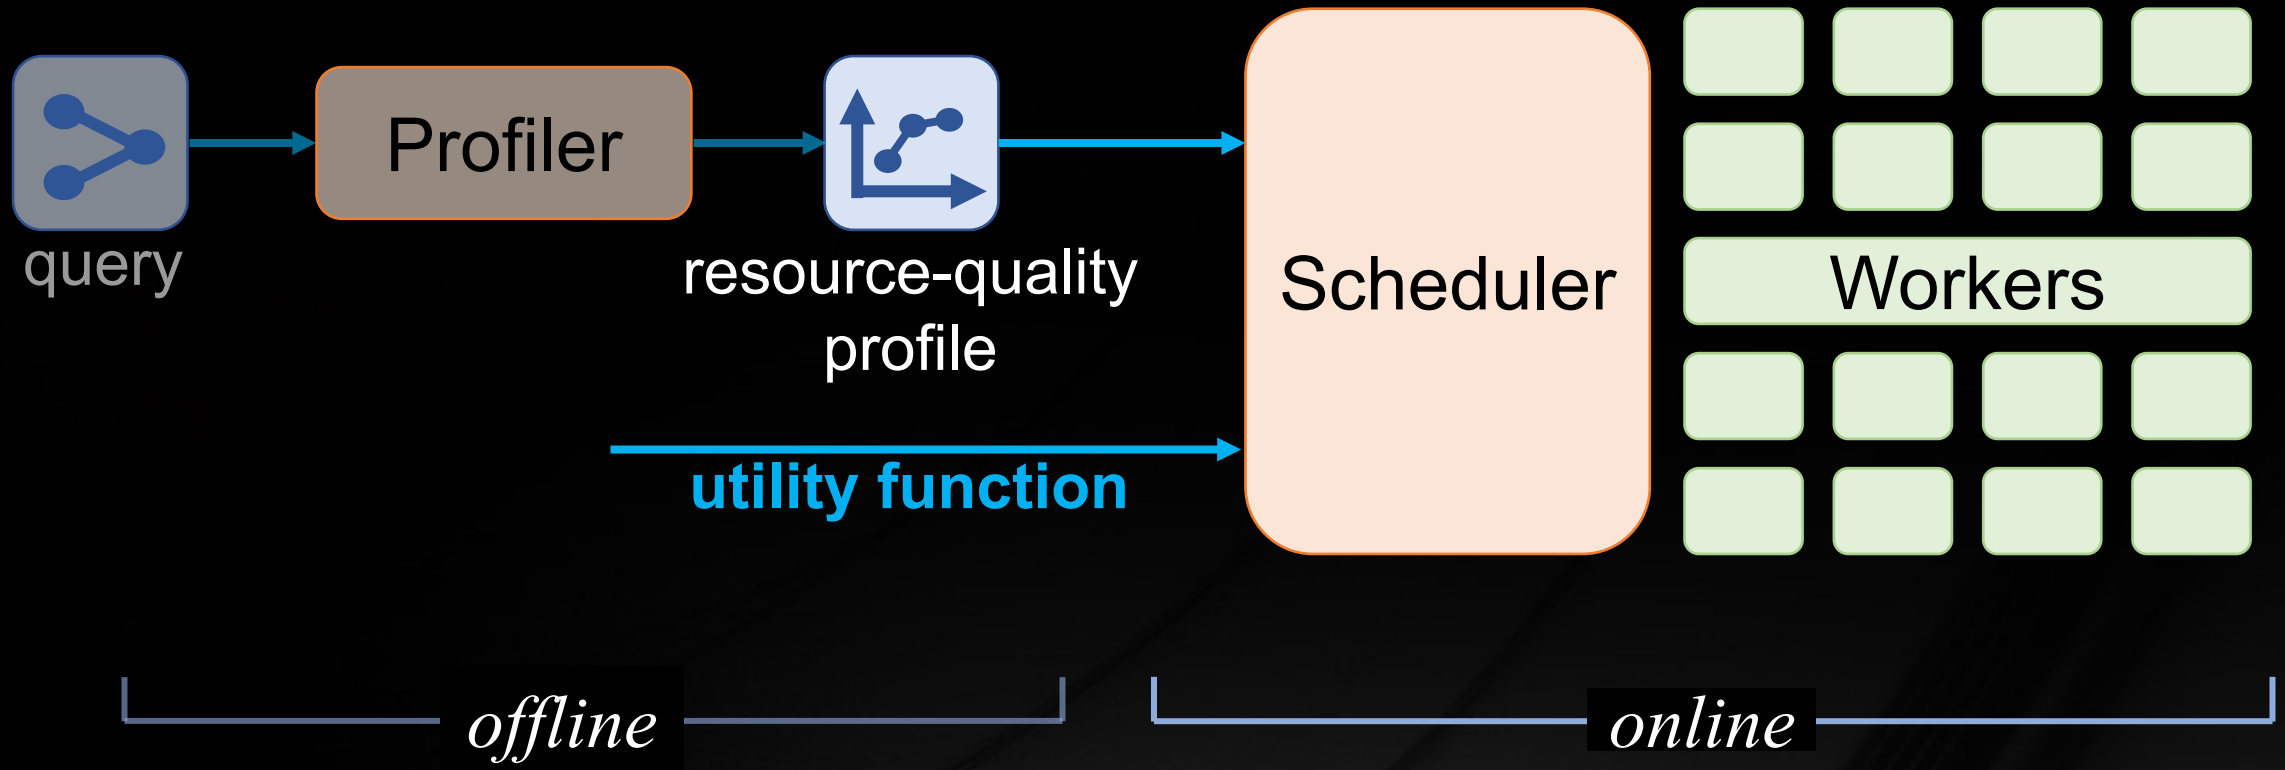 query
Profiler
resource-quality
profile
utility function
Scheduler
Workers
offline
online